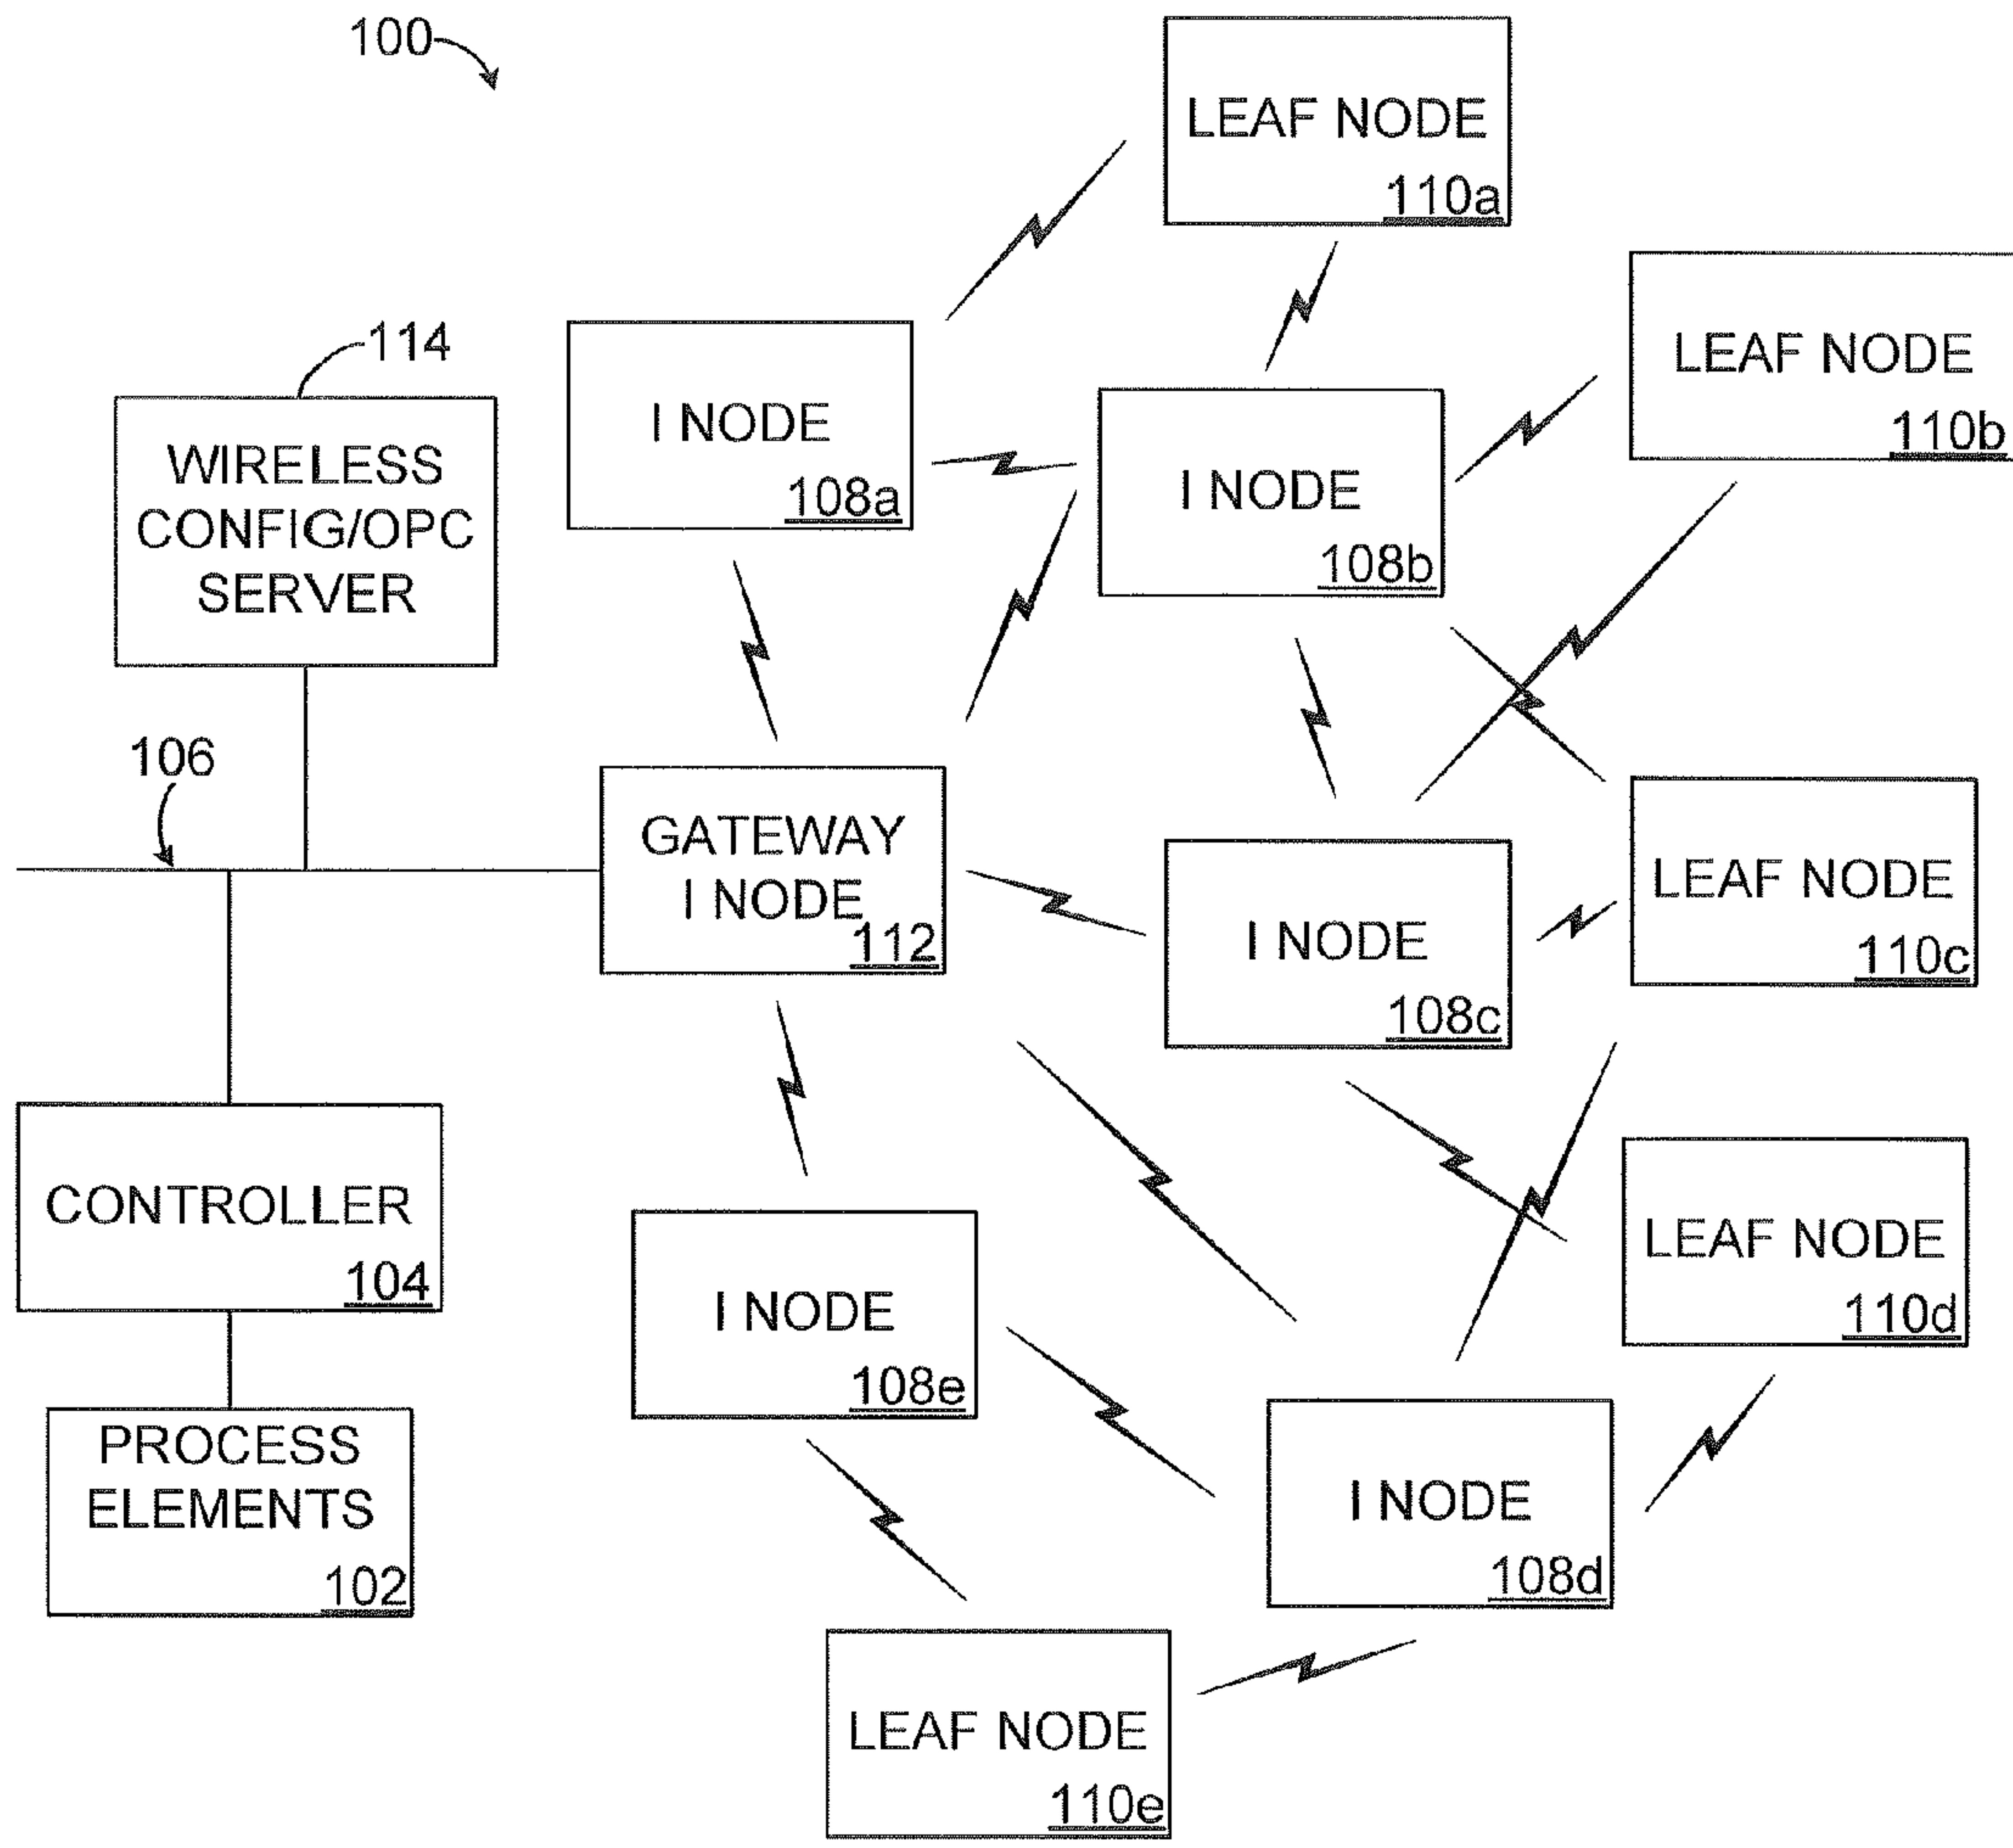 100
LEAF NODE
110a
114
I NODE
108a
LEAF NODE
110b
WIRELESS
CONFIG/OPC
SERVER
I NODE
108b
106
GATEWAY
I NODE
112
LEAF NODE
110c
I NODE
108c
CONTROLLER
104
LEAF NODE
110d
I NODE
108e
PROCESS
ELEMENTS
102
I NODE
108d
LEAF NODE
110e